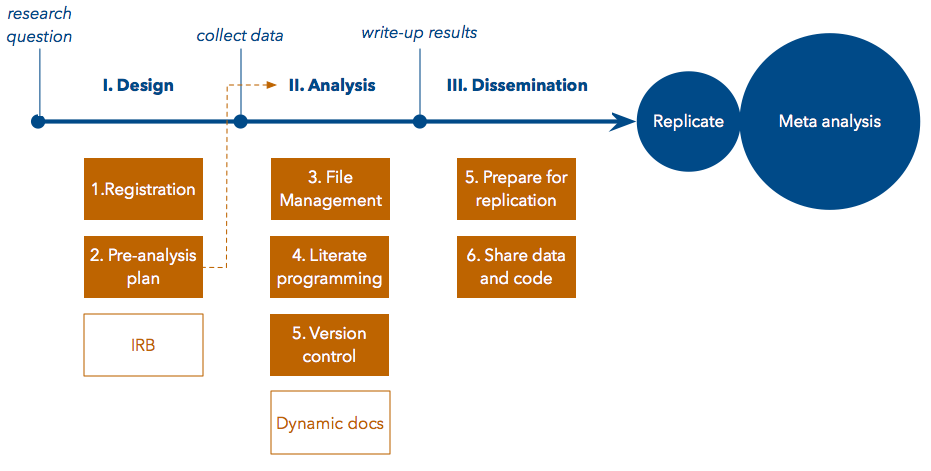 research
question
collect data
write-up results
I. Design
II. Analysis
III. Dissemination
Replicate
Meta analysis
1.Registration
2. Pre-analysis
plan
IRB
3. File
Management
4. Literate
programming
5. Version
control
Dynamic docs
5. Prepare for
replication
6. Share data
and code